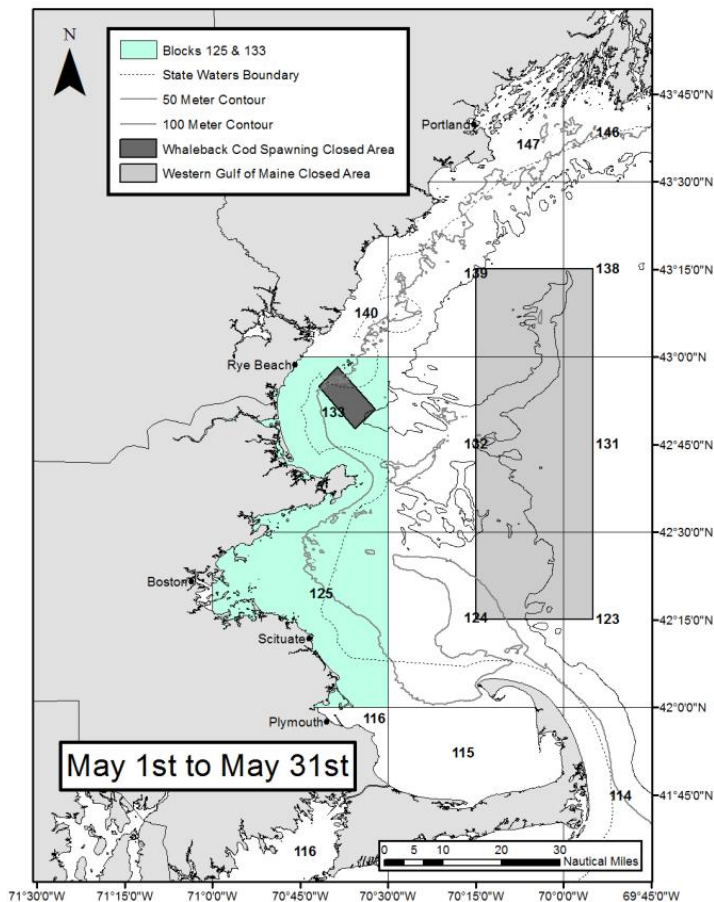 N
Blocks 125 & 133
State Waters Boundary
50 Meter Contour
100 Meter Contour
Whaleback Cod Spawning Closed Area
Western Gulf of Maine Closed Area
43°45'0"N
Portland
147
146
43°30'0"N
43°15'0"N
139
138
140
43°0'0"N
Rye Beach
133
42°45'0"N
132
131
42°30'0"N
Boston
125
124
123
42°15'0"N
Scituate
42°0'0"N
Plymouth
116
115
May 1st to May 31st
114
41°45'0"N
116
0 5 10 20 30
Nautical Miles
71°30'0"W 71°15'0"W 71°0'0"W 70°45'0"W 70°30'0"W 70°15'0"W 70°0'0"W 69°45'0"W